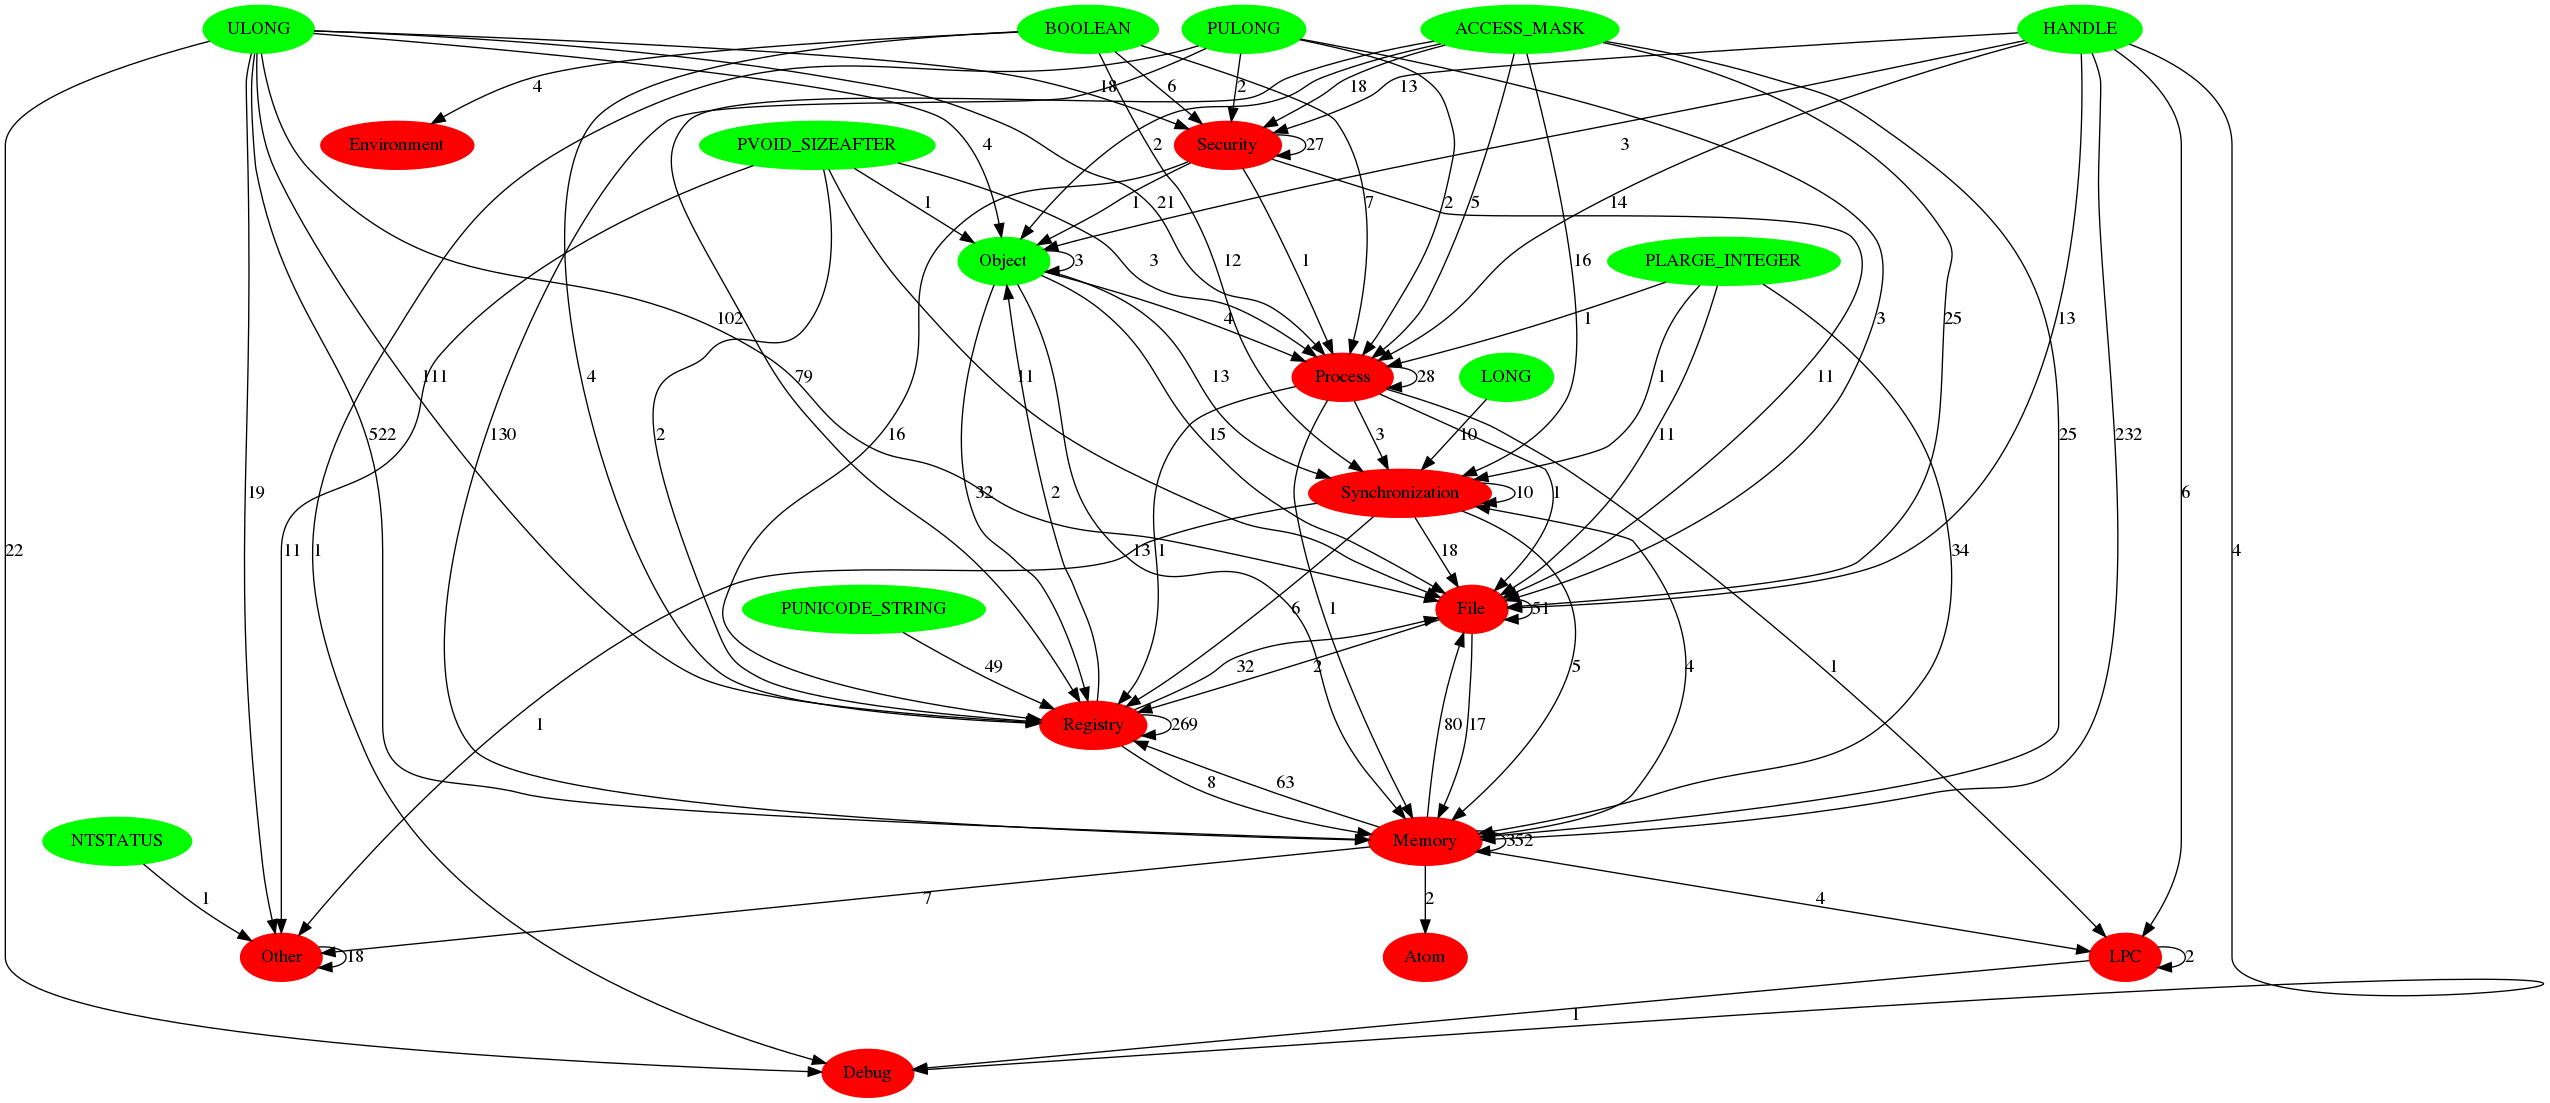 ULONG BOOLEAN PULONG ACCESS_MASK HANDLE
4 18 6 2 18 13
Environment PVOID_SIZEAFTER 4 2 Security 27 3
1 3 1 21 1 7 2 5 14
Object 3 3 12 16 PLARGE_INTEGER
102 4 1 3 25 13
111 4 79 11 13 Process 28 LONG 1 11
522 130 2 16 15 3 10 11 25 232
19 32 2 Synchronization 10 6
22 11 1 13 1 1 18 34 4
PUNICODE_STRING 6 1 File 51
49 32 2 5 4 1
1 Registry 269 80 17
8 63
NTSTATUS Memory 352
1 7 2 4
Other 18 Atom LPC 2
1
Debug